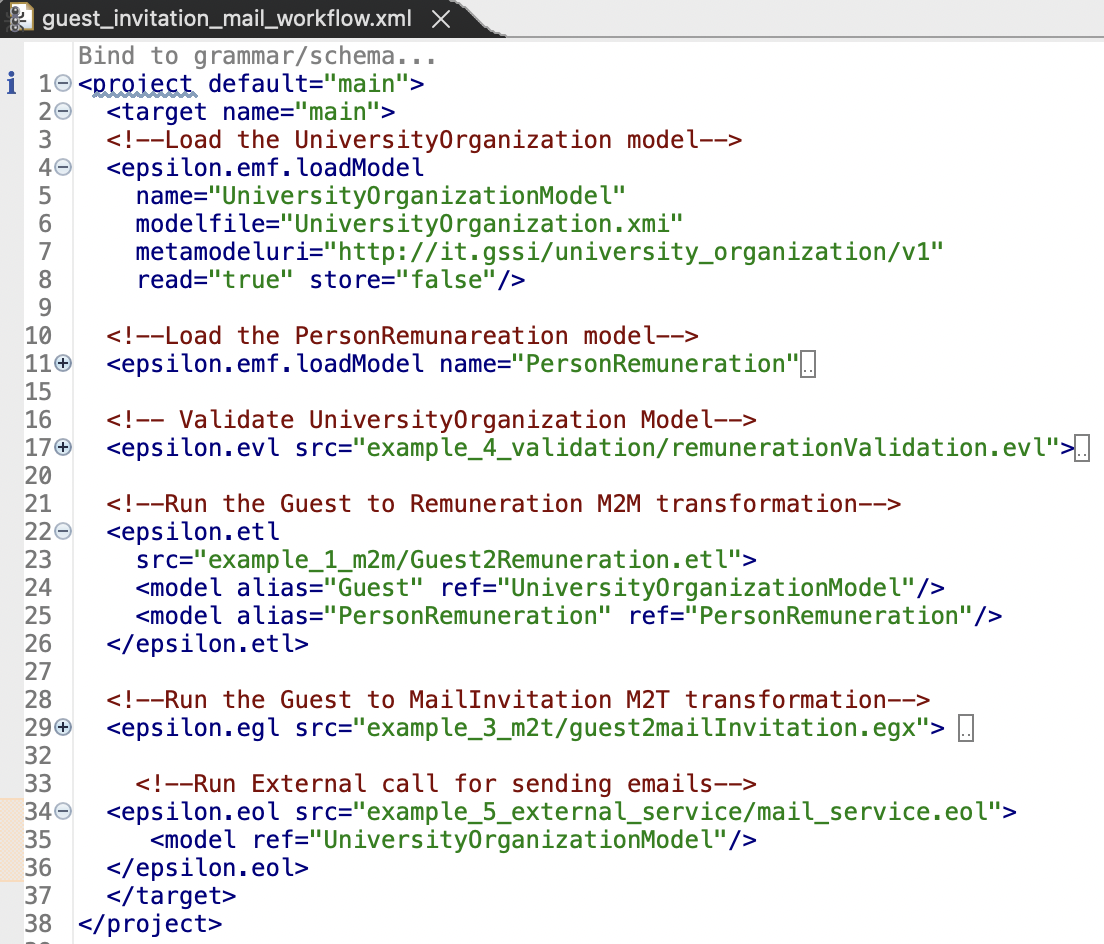 guest_invitation_mail_workflow.xml
Bind to grammar/schema...
1 <project default="main">
2 <target name="main">
3 <!--Load the UniversityOrganization model-->
4 <epsilon.emf.loadModel
5 name="UniversityOrganizationModel"
6 modelfile="UniversityOrganization.xmi"
7 metamodeluri="http://it.gssi/university_organization/v1"
8 read="true" store="false"/>
9
10 <!--Load the PersonRemunareation model-->
11 <epsilon.emf.loadModel name="PersonRemuneration"..
15
16 <!-- Validate UniversityOrganization Model-->
17 <epsilon.evl src="example_4_validation/remunerationValidation.evl">..
20
21 <!--Run the Guest to Remuneration M2M transformation-->
22 <epsilon.etl
23 src="example_1_m2m/Guest2Remuneration.etl">
24 <model alias="Guest" ref="UniversityOrganizationModel"/>
25 <model alias="PersonRemuneration" ref="PersonRemuneration"/>
26 </epsilon.etl>
27
28 <!--Run the Guest to MailInvitation M2T transformation-->
29 <epsilon.egl src="example_3_m2t/guest2mailInvitation.egx"> ..
32
33 <!--Run External call for sending emails-->
34 <epsilon.eol src="example_5_external_service/mail_service.eol">
35 <model ref="UniversityOrganizationModel"/>
36 </epsilon.eol>
37 </target>
38 </project>